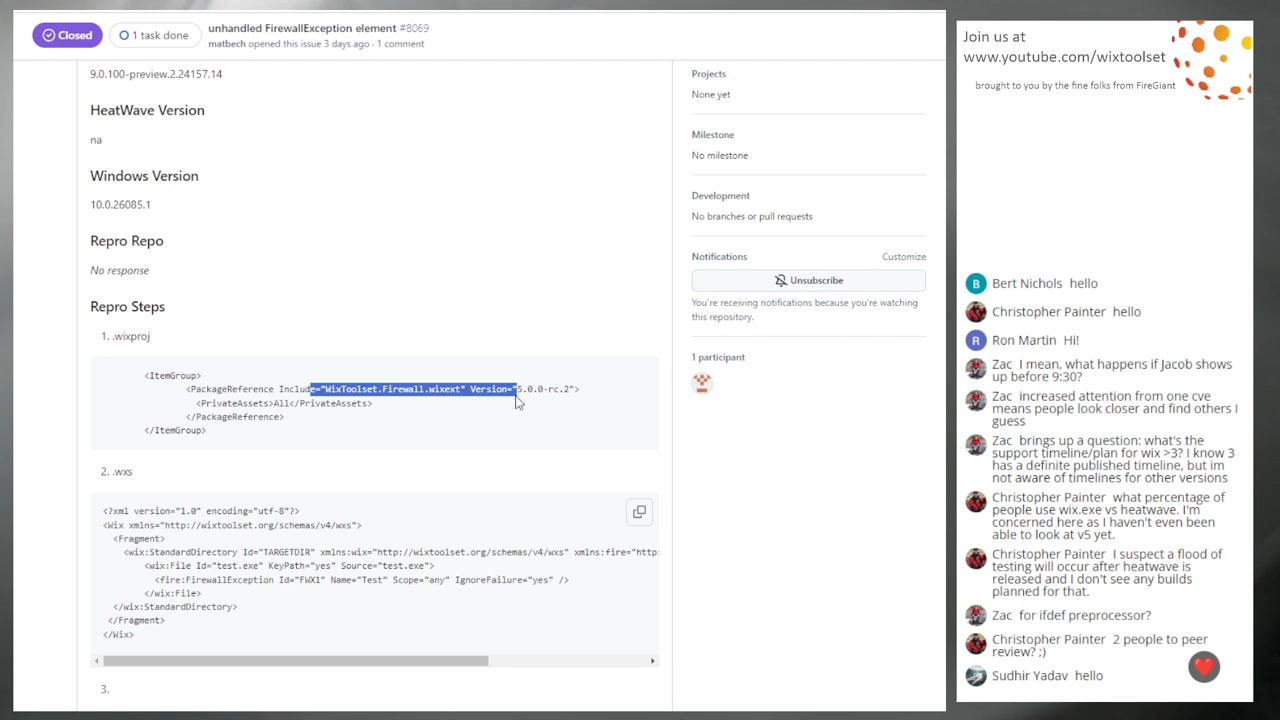 Closed
1 task done
unhandled FirewallException element #8069
matbech opened this issue 3 days ago · 1 comment
9.0.100-preview.2.24157.14
HeatWave Version
na
Windows Version
10.0.26085.1
Repro Repo
No response
Repro Steps
1. .wixproj
<ItemGroup>
<PackageReference Include="WixToolset.Firewall.wixext" Version="5.0.0-rc.2">
<PrivateAssets>All</PrivateAssets>
</PackageReference>
</ItemGroup>
2. .wxs
<?xml version="1.0" encoding="utf-8"?>
<Wix xmlns="http://wixtoolset.org/schemas/v4/wxs">
<Fragment>
<wix:StandardDirectory Id="TARGETDIR" xmlns:wix="http://wixtoolset.org/schemas/v4/wxs" xmlns:fire="http:
<wix:File Id="test.exe" KeyPath="yes" Source="test.exe">
<fire:FirewallException Id="FWX1" Name="Test" Scope="any" IgnoreFailure="yes" />
</wix:File>
</wix:StandardDirectory>
</Fragment>
</Wix>
3.
Projects
None yet
Milestone
No milestone
Development
No branches or pull requests
Notifications
Customize
Unsubscribe
You're receiving notifications because you're watching
this repository.
1 participant
Join us at
www.youtube.com/wixtoolset
brought to you by the fine folks from FireGiant
B Bert Nichols hello
Christopher Painter hello
R Ron Martin Hi!
Zac I mean, what happens if Jacob shows
up before 9:30?
Zac increased attention from one cve
means people look closer and find others I
guess
Zac brings up a question: what's the
support timeline/plan for wix >3? I know 3
has a definite published timeline, but im
not aware of timelines for other versions
Christopher Painter what percentage of
people use wix.exe vs heatwave. I'm
concerned here as I haven't even been
able to look at v5 yet.
Christopher Painter I suspect a flood of
testing will occur after heatwave is
released and I don't see any builds
planned for that.
Zac for ifdef preprocessor?
Christopher Painter 2 people to peer
review? ;)
Sudhir Yadav hello